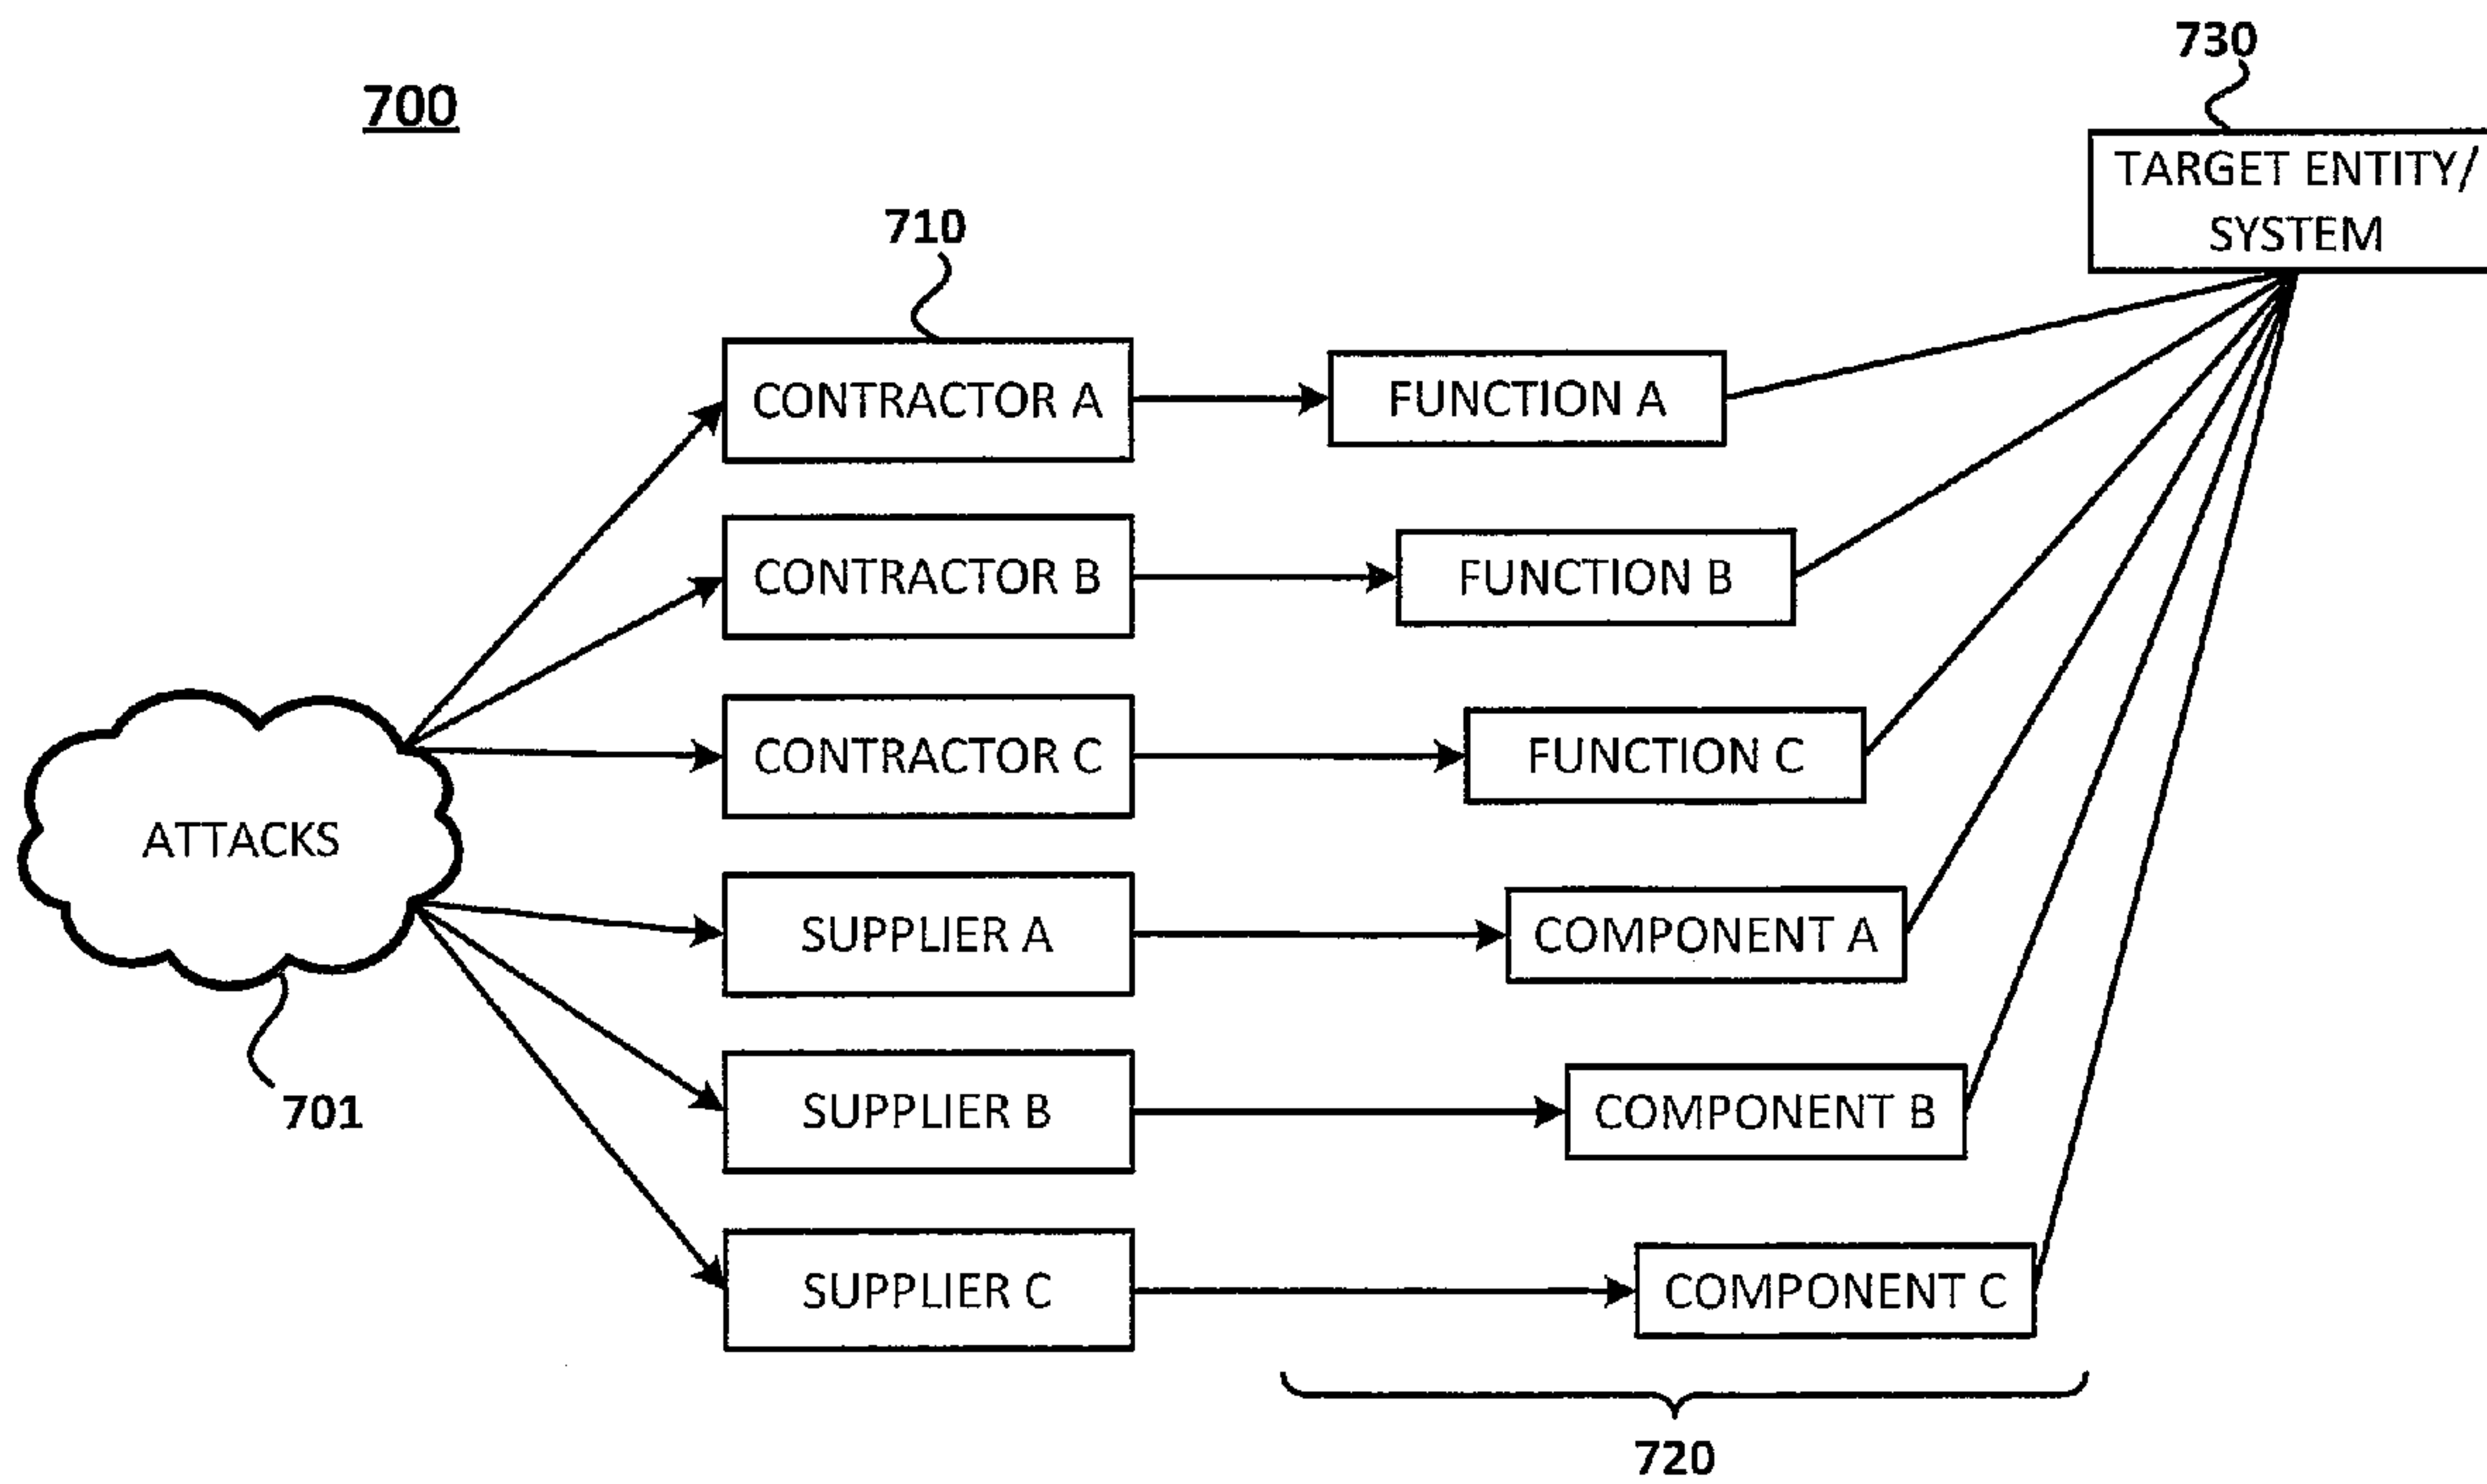 730
700
TARGET ENTITY/
SYSTEM
710
CONTRACTOR A
FUNCTION A
CONTRACTOR B
FUNCTION B
CONTRACTOR C
FUNCTION C
ATTACKS
SUPPLIER A
COMPONENT A
701
SUPPLIER B
COMPONENT B
SUPPLIER C
COMPONENT C
720